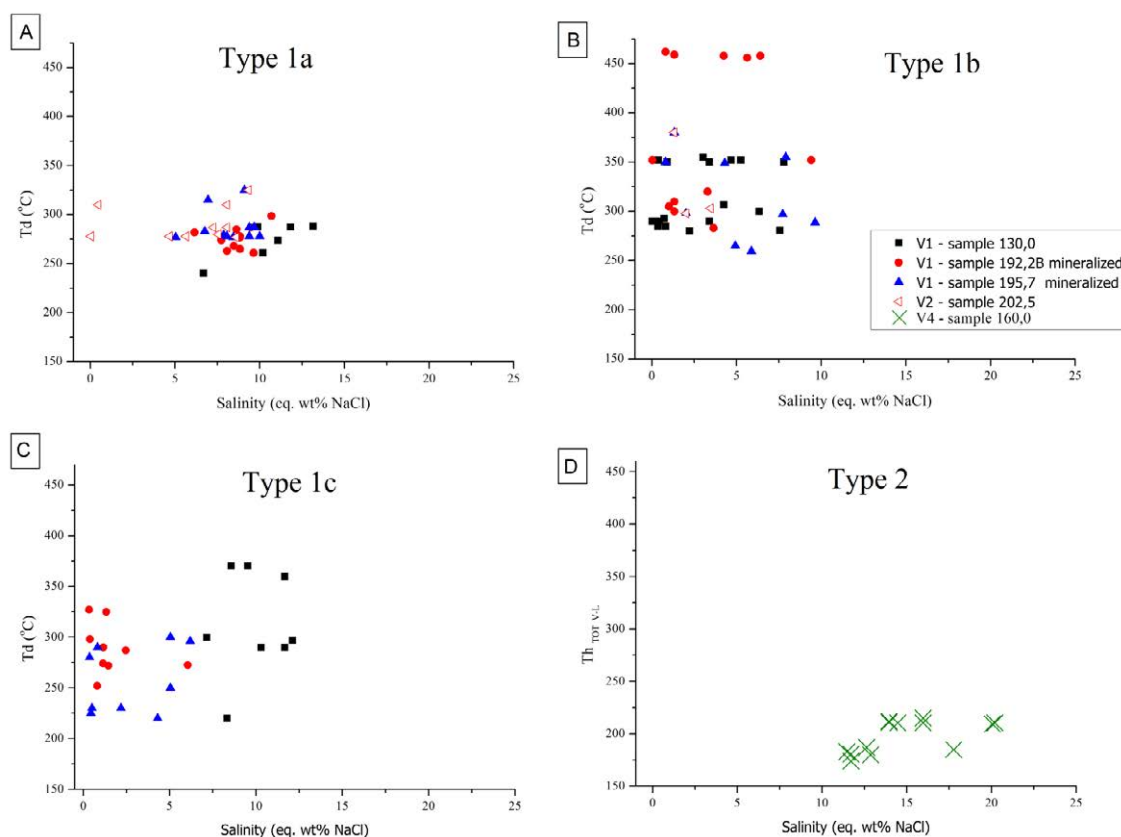 A
Type 1a
450
400
350
300
250
200
150
Td (°C)
0 5 10 15 20 25
Salinity (eq. wt% NaCl)
B
Type 1b
450
400
350
300
250
200
150
Td (°C)
V1 - sample 130,0
V1 - sample 192,2B mineralized
V1 - sample 195,7 mineralized
V2 - sample 202,5
V4 - sample 160,0
0 5 10 15 20 25
Salinity (eq. wt% NaCl)
C
Type 1c
450
400
350
300
250
200
150
Td (°C)
0 5 10 15 20 25
Salinity (eq. wt% NaCl)
D
Type 2
450
400
350
300
250
200
150
Th TOT V-L
0 5 10 15 20 25
Salinity (eq. wt% NaCl)